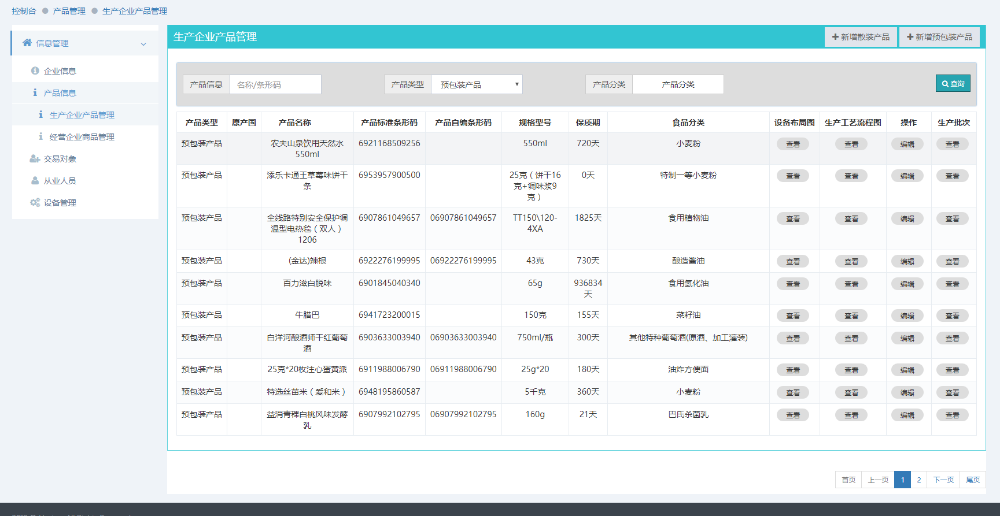 控制台 产品管理 生产企业产品管理
信息管理
企业信息
产品信息
生产企业产品管理
经营企业商品管理
交易对象
从业人员
设备管理
生产企业产品管理 新增散装产品 新增预包装产品
产品信息 名称/条形码 产品类型 预包装产品 产品分类 产品分类 查询
产品类型 原产国 产品名称 产品标准条形码 产品自编条形码 规格型号 保质期 食品分类 设备布局图 生产工艺流程图 操作 生产批次
预包装产品 农夫山泉饮用天然水 6921168509256 550ml 720天 小麦粉 查看 查看 编辑 查看
550ml
预包装产品 添乐卡通王草莓味饼干 6953957900500 25克（饼干16 0天 特制一等小麦粉 查看 查看 编辑 查看
条 克+调味浆9
克）
预包装产品 全线路特别安全保护调 6907861049657 06907861049657 TT150\120- 1825天 食用植物油 查看 查看 编辑 查看
温型电热毯（双人） 4XA
1206
预包装产品 (金达)辣根 6922276199995 06922276199995 43克 730天 酿造酱油 查看 查看 编辑 查看
预包装产品 百力滋白脱味 6901845040340 65g 936834 食用氢化油 查看 查看 编辑 查看
天
预包装产品 牛腊巴 6941723200015 150克 155天 菜籽油 查看 查看 编辑 查看
预包装产品 白洋河酿酒师干红葡萄 6903633003940 06903633003940 750ml/瓶 300天 其他特种葡萄酒(原酒、加工灌装) 查看 查看 编辑 查看
酒
预包装产品 25克*20枚注心蛋黄派 6911988006790 06911988006790 25g*20 180天 油炸方便面 查看 查看 编辑 查看
预包装产品 特选丝苗米（爱和米） 6948195860587 5千克 360天 小麦粉 查看 查看 编辑 查看
预包装产品 益消青稞白桃风味发酵 6907992102795 06907992102795 160g 21天 巴氏杀菌乳 查看 查看 编辑 查看
乳
首页 上一页 1 2 下一页 尾页